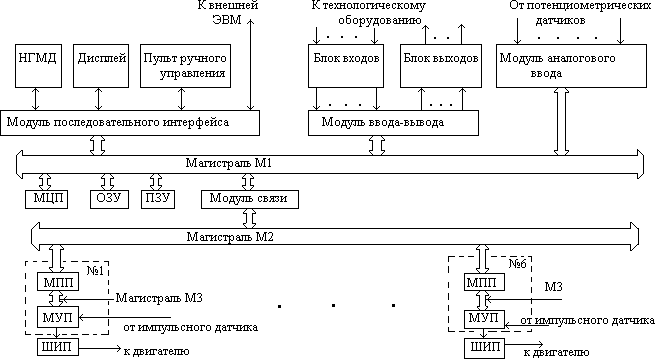 К внешней
ЭВМ
К технологическому
оборудованию
От потенциометрических
датчиков
НГМД
Дисплей
Пульт ручного
управления
Блок входов
Блок выходов
Модуль аналогового
ввода
Модуль последовательного интерфейса
Модуль ввода-вывода
Магистраль М1
МЦП
ОЗУ
ПЗУ
Модуль связи
Магистраль М2
№1
№6
МПП
МПП
Магистраль М3
М3
МУП
МУП
от импульсного датчика
от импульсного датчика
ШИП
к двигателю
ШИП
к двигателю